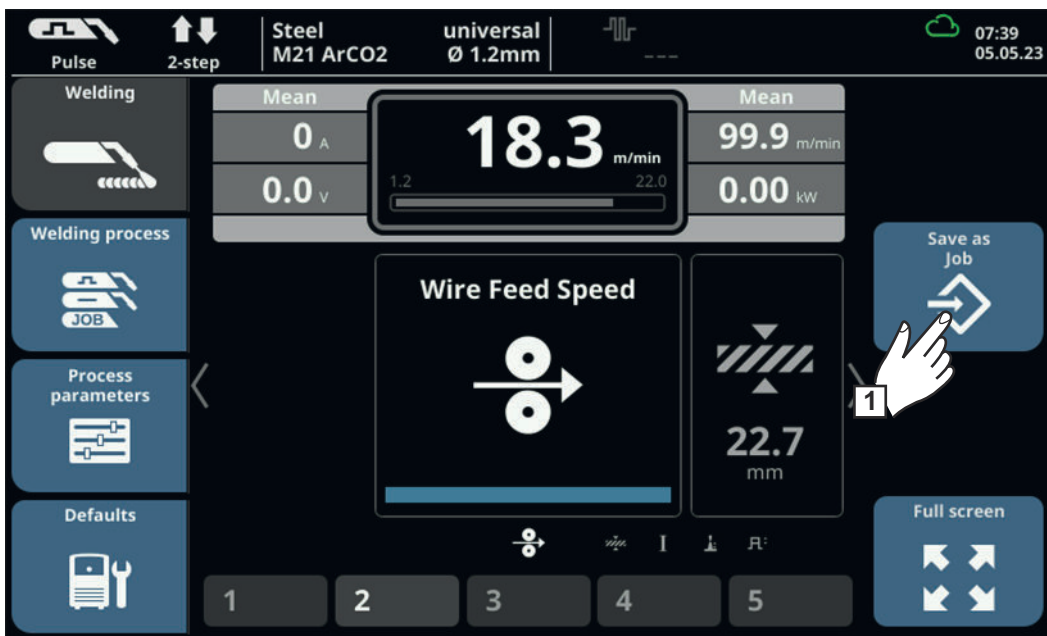 Pulse
2-step
Steel universal
M21 ArCO2 Ø 1.2mm
---
07:39
05.05.23
Welding
Welding process
JOB
Process
parameters
Defaults
Mean
0 A
0.0 V
18.3 m/min
1.2 22.0
Mean
99.9 m/min
0.00 kW
Wire Feed Speed
22.7
mm
Save as
Job
1
Full screen
1 2 3 4 5